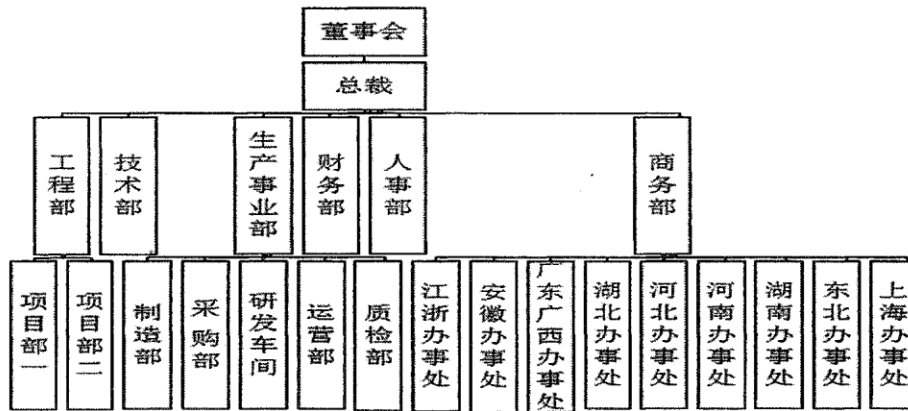 董事会
总裁
工程部
技术部
生产事业部
财务部
人事部
商务部
项目部一
项目部二
制造部
采购部
研发车间
运营部
质检部
江浙办事处
安徽办事处
广东广西办事处
湖北办事处
河北办事处
河南办事处
湖南办事处
东北办事处
上海办事处